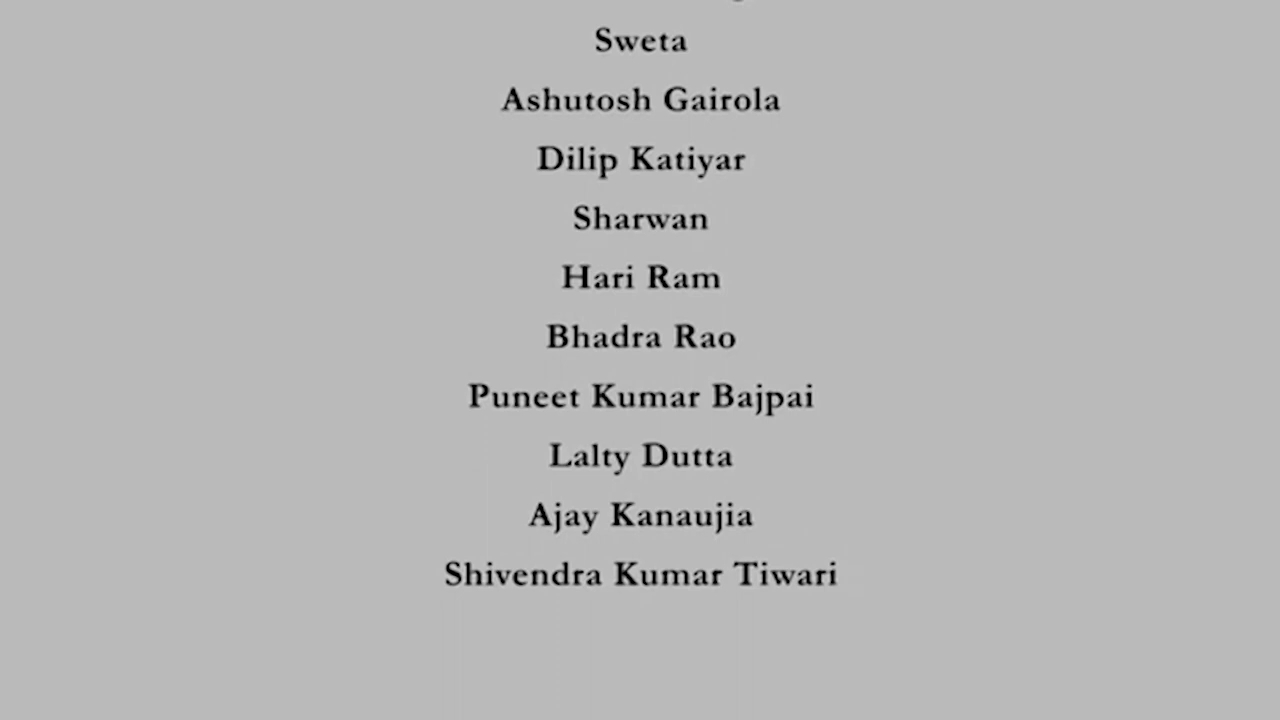 Sweta
Ashutosh Gairola
Dilip Katiyar
Sharwan
Hari Ram
Bhadra Rao
Puneet Kumar Bajpai
Lalty Dutta
Ajay Kanaujia
Shivendra Kumar Tiwari